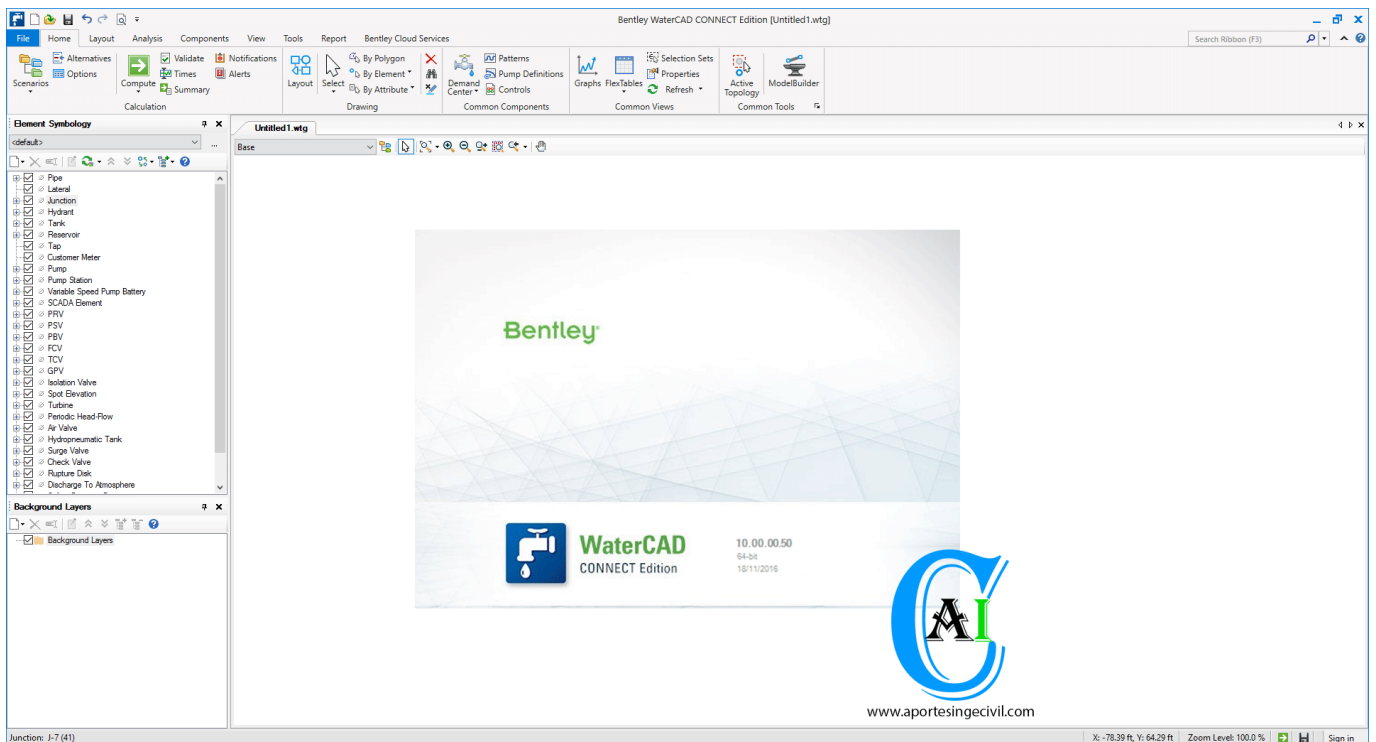 Bentley WaterCAD CONNECT Edition [Untitled1.wtg]
File Home Layout Analysis Components View Tools Report Bentley Cloud Services Search Ribbon (F3)
Scenarios
Alternatives
Options
Compute
Validate
Times
Summary
Notifications
Alerts
Calculation
Layout
Select
By Polygon
By Element
By Attribute
Drawing
Demand Center
Patterns
Pump Definitions
Controls
Common Components
Graphs
FlexTables
Selection Sets
Properties
Refresh
Common Views
Active Topology
ModelBuilder
Common Tools
Element Symbology
<default>
...
Pipe
Lateral
Junction
Hydrant
Tank
Reservoir
Tap
Customer Meter
Pump
Pump Station
Variable Speed Pump Battery
SCADA Element
PRV
PSV
PBV
FCV
TCV
GPV
Isolation Valve
Spot Elevation
Turbine
Periodic Head-Flow
Air Valve
Hydropneumatic Tank
Surge Valve
Check Valve
Rupture Disk
Discharge To Atmosphere
Background Layers
Background Layers
Untitled1.wtg
Base
Bentley
WaterCAD
CONNECT Edition
10.00.00.50
64-bit
18/11/2016
CAI
www.aportesingecivil.com
Junction: J-7 (41)
X: -78.39 ft, Y: 64.29 ft Zoom Level: 100.0 % Sign in